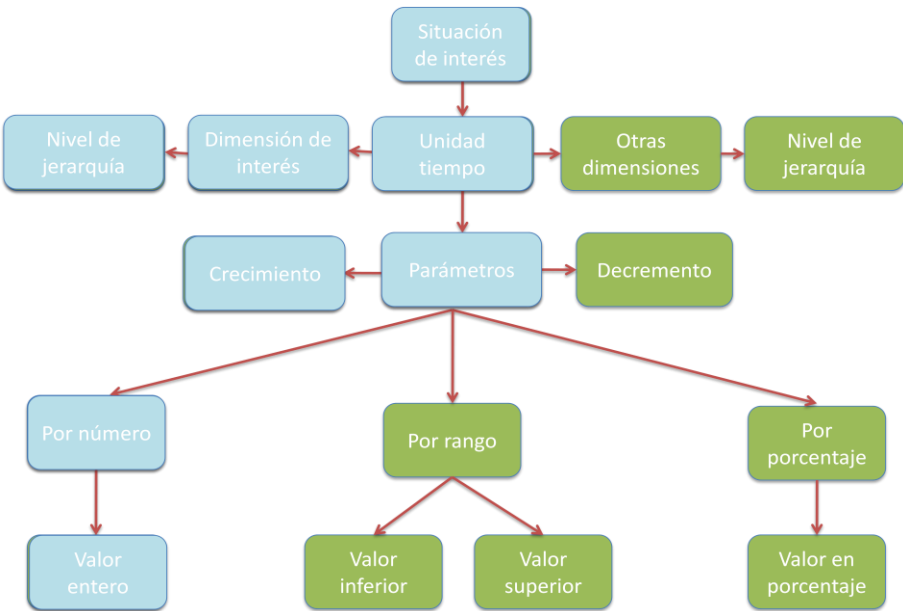 Situación
de interés
Nivel de
jerarquía
Dimensión de
interés
Unidad
tiempo
Otras
dimensiones
Nivel de
jerarquía
Crecimiento
Parámetros
Decremento
Por número
Por rango
Por
porcentaje
Valor
entero
Valor
inferior
Valor
superior
Valor en
porcentaje